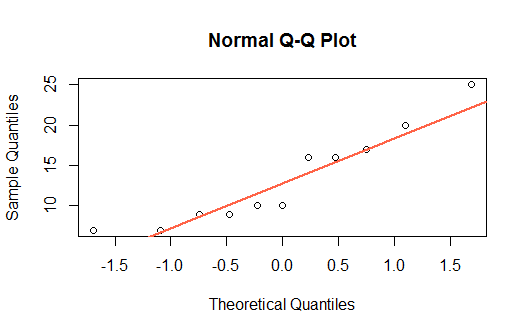 Normal Q-Q Plot
Sample Quantiles
25
20
15
10
-1.5 -1.0 -0.5 0.0 0.5 1.0 1.5
Theoretical Quantiles